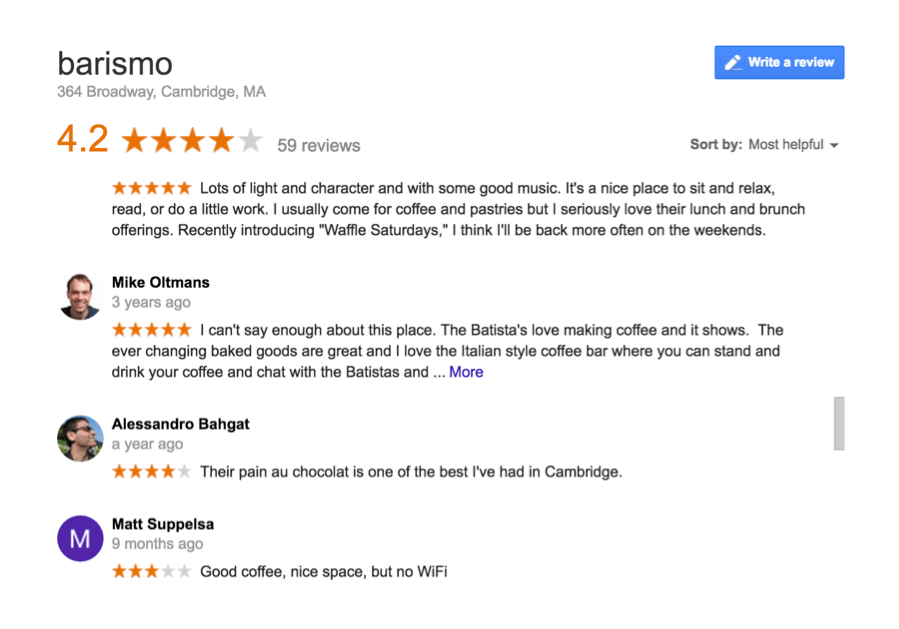 barismo
Write a review
364 Broadway, Cambridge, MA
4.2 59 reviews
Sort by: Most helpful
Lots of light and character and with some good music. It's a nice place to sit and relax,
read, or do a little work. I usually come for coffee and pastries but I seriously love their lunch and brunch
offerings. Recently introducing "Waffle Saturdays," I think I'll be back more often on the weekends.
Mike Oltmans
3 years ago
I can't say enough about this place. The Batista's love making coffee and it shows. The
ever changing baked goods are great and I love the Italian style coffee bar where you can stand and
drink your coffee and chat with the Batistas and ... More
Alessandro Bahgat
a year ago
Their pain au chocolat is one of the best I've had in Cambridge.
M
Matt Suppelsa
9 months ago
Good coffee, nice space, but no WiFi